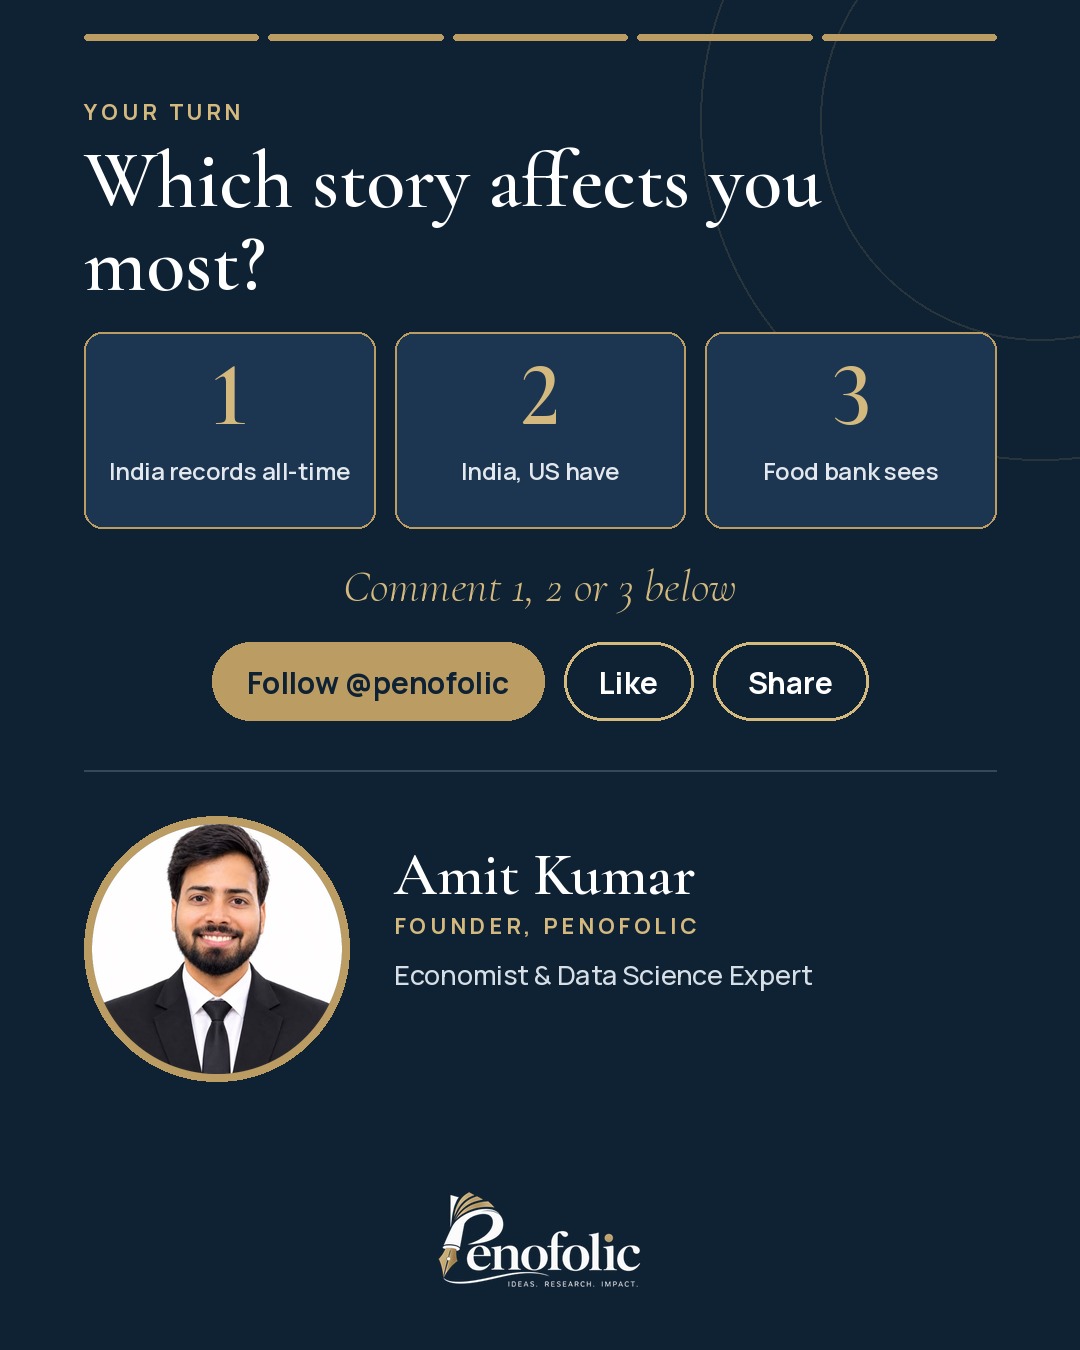 YOUR TURN
Which story affects you
most?
1
India records all-time
2
India, US have
3
Food bank sees
Comment 1, 2 or 3 below
Follow @penofolic
Like
Share
Amit Kumar
FOUNDER, PENOFOLIC
Economist & Data Science Expert
Penofolic
IDEAS. RESEARCH. IMPACT.